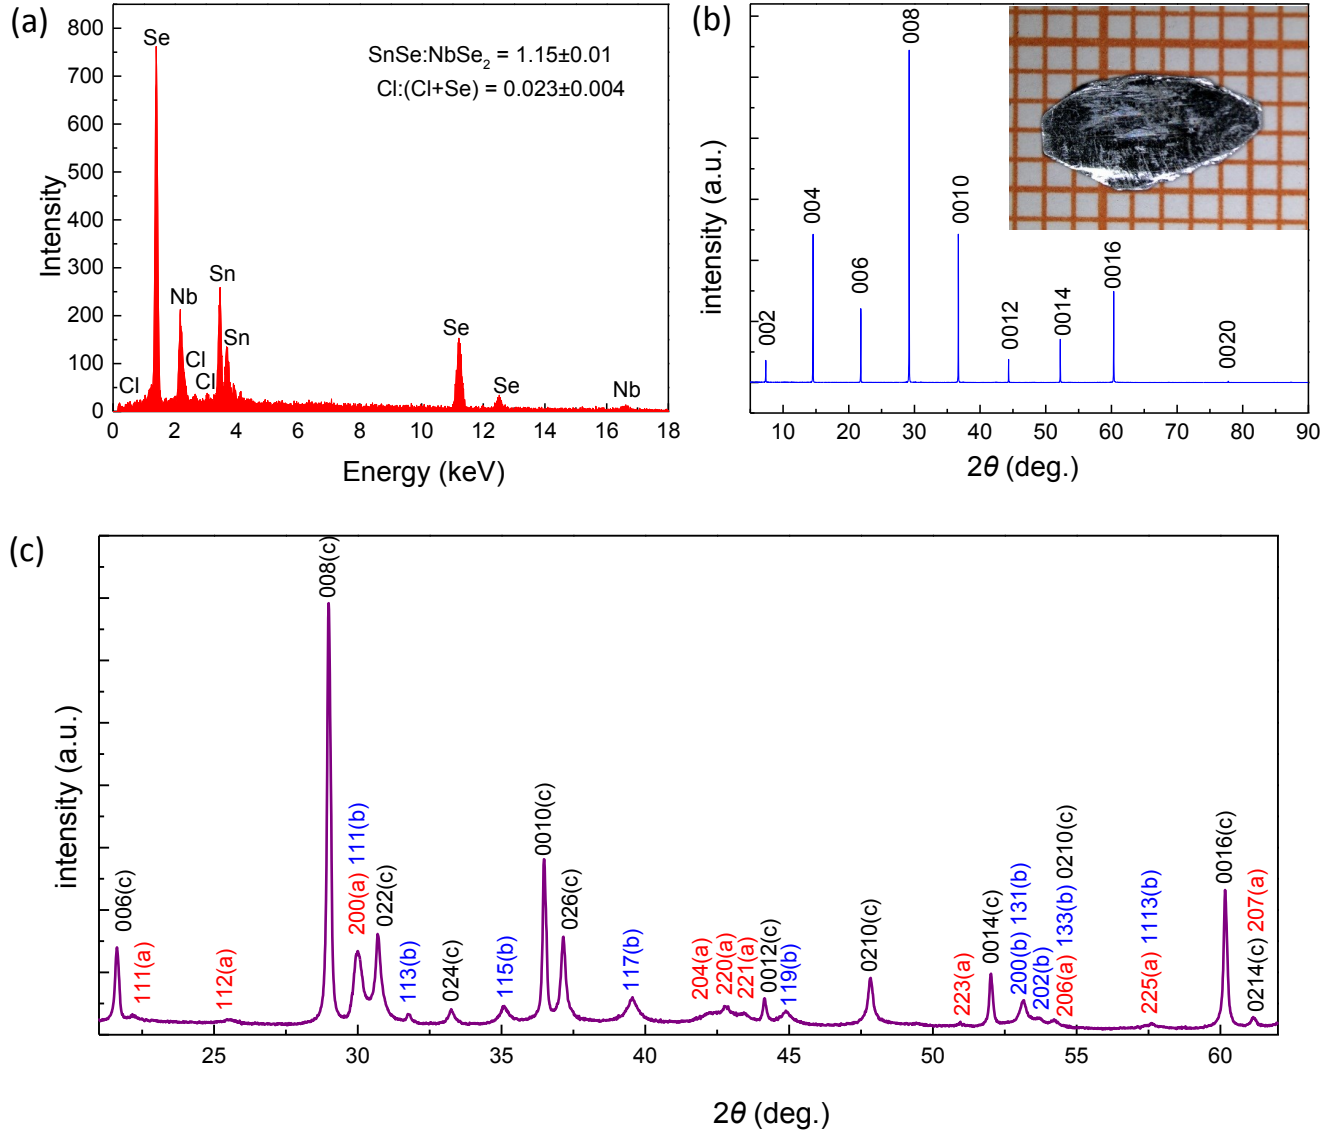 (a)
800
700
600
500
400
300
200
100
0
Intensity
Se
Nb
Cl
Cl
Cl
Sn
Sn
Se
Se
Nb
SnSe:NbSe₂ = 1.15±0.01
Cl:(Cl+Se) = 0.023±0.004
0 2 4 6 8 10 12 14 16 18
Energy (keV)
(b)
intensity (a.u.)
002
004
006
008
0010
0012
0014
0016
0020
10 20 30 40 50 60 70 80 90
2θ (deg.)
(c)
intensity (a.u.)
006(c)
111(a)
112(a)
008(c)
200(a) 111(b)
022(c)
113(b)
024(c)
115(b)
0010(c)
026(c)
117(b)
204(a)
220(a)
221(a)
0012(c)
119(b)
0210(c)
223(a)
0014(c)
200(b) 131(b)
202(b)
206(a) 133(b) 0210(c)
225(a) 1113(b)
0016(c)
0214(c) 207(a)
25 30 35 40 45 50 55 60
2θ (deg.)